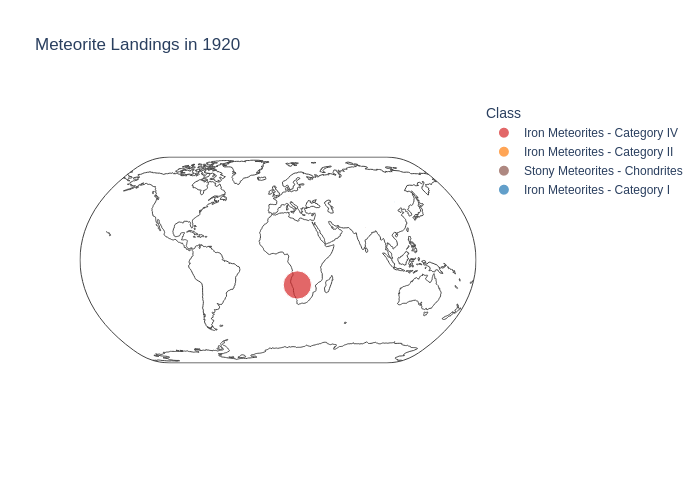 Meteorite Landings in 1920
Class
Iron Meteorites - Category IV
Iron Meteorites - Category II
Stony Meteorites - Chondrites
Iron Meteorites - Category I